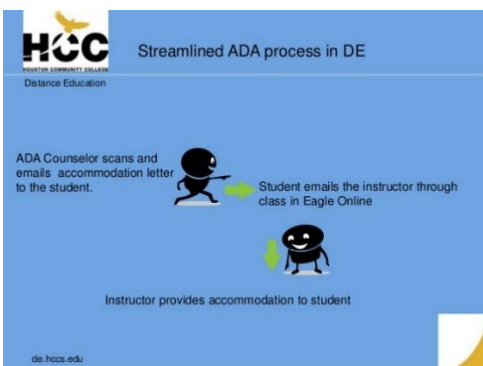 HCC
HOUSTON COMMUNITY COLLEGE
Streamlined ADA process in DE
Distance Education
ADA Counselor scans and
emails accommodation letter
to the student.
Student emails the instructor through
class in Eagle Online
Instructor provides accommodation to student
de.hccs.edu